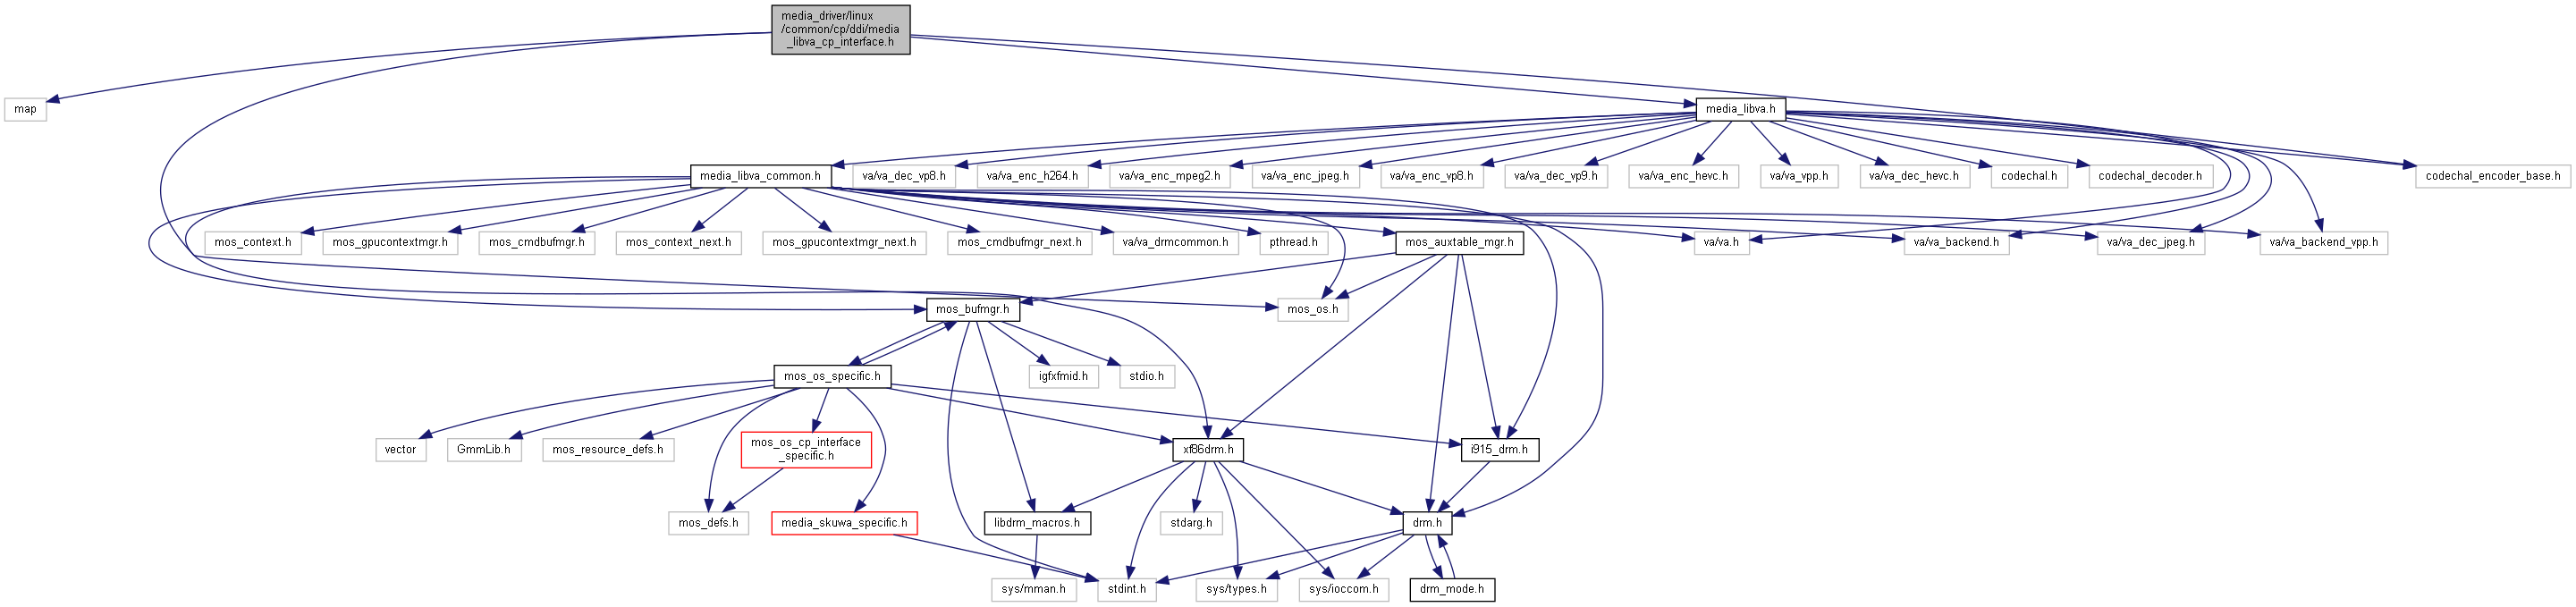 media_driver/linux
/common/cp/ddi/media
_libva_cp_interface.h
map
media_libva.h
media_libva_common.h
va/va_dec_vp8.h
va/va_enc_h264.h
va/va_enc_mpeg2.h
va/va_enc_jpeg.h
va/va_enc_vp8.h
va/va_dec_vp9.h
va/va_enc_hevc.h
va/va_vpp.h
va/va_dec_hevc.h
codechal.h
codechal_decoder.h
codechal_encoder_base.h
mos_context.h
mos_gpucontextmgr.h
mos_cmdbufmgr.h
mos_context_next.h
mos_gpucontextmgr_next.h
mos_cmdbufmgr_next.h
va/va_drmcommon.h
pthread.h
mos_auxtable_mgr.h
va/va.h
va/va_backend.h
va/va_dec_jpeg.h
va/va_backend_vpp.h
mos_bufmgr.h
mos_os.h
mos_os_specific.h
igfxfmid.h
stdio.h
vector
GmmLib.h
mos_resource_defs.h
mos_os_cp_interface
_specific.h
xf86drm.h
i915_drm.h
mos_defs.h
media_skuwa_specific.h
libdrm_macros.h
stdarg.h
drm.h
sys/mman.h
stdint.h
sys/types.h
sys/ioccom.h
drm_mode.h